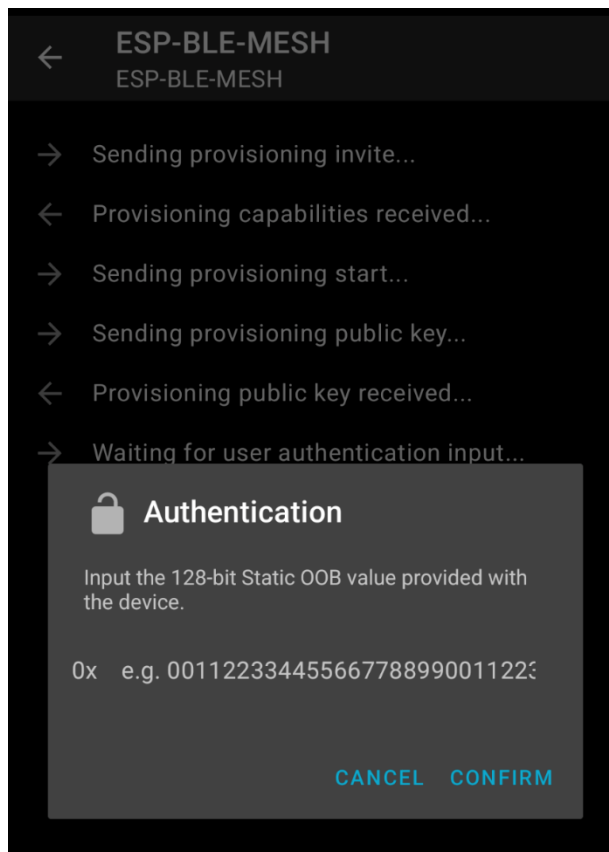 ESP-BLE-MESH
ESP-BLE-MESH
Sending provisioning invite...
Provisioning capabilities received...
Sending provisioning start...
Sending provisioning public key...
Provisioning public key received...
Waiting for user authentication input...
Authentication
Input the 128-bit Static OOB value provided with
the device.
0x e.g. 001122334455667788990011223
CANCEL CONFIRM